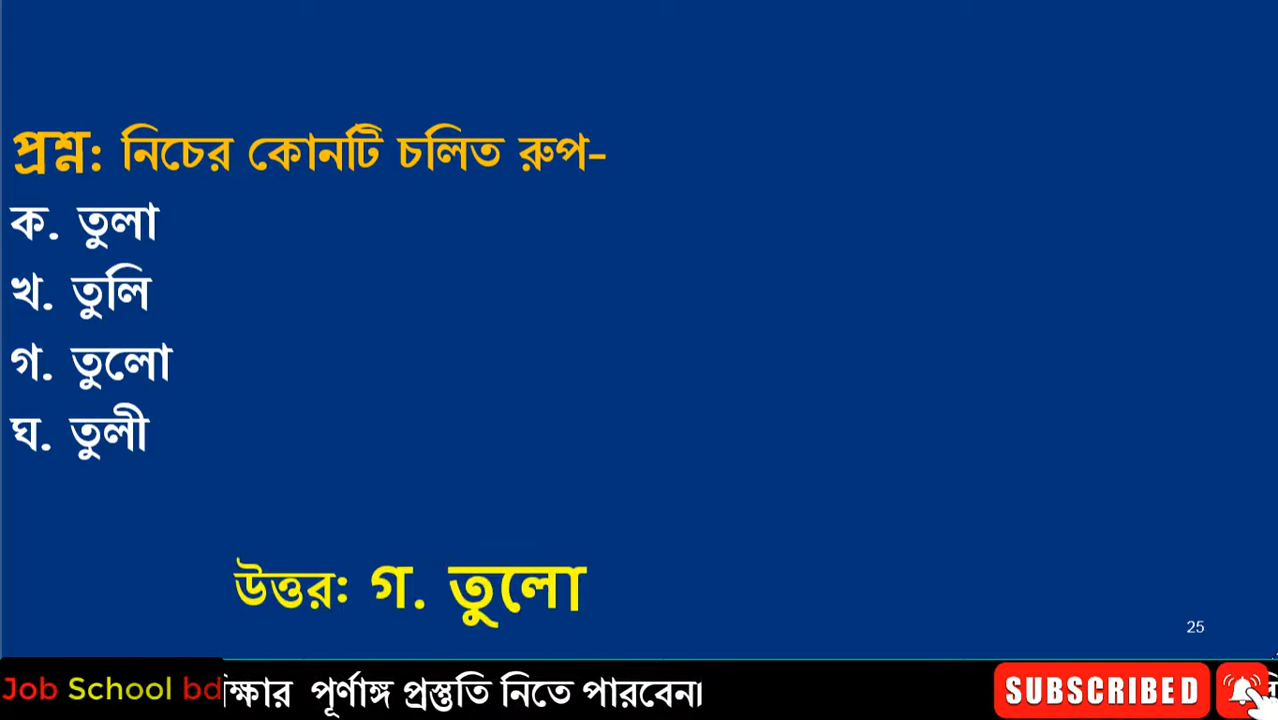 প্রশ্ন: নিচের কোনটি চলিত রুপ-
ক. তুলা
খ. তুলি
গ. তুলো
ঘ. তুলী
উত্তর: গ. তুলো
25
Job School bd পূর্ণাঙ্গ প্রস্তুতি নিতে পারবেন। SUBSCRIBED